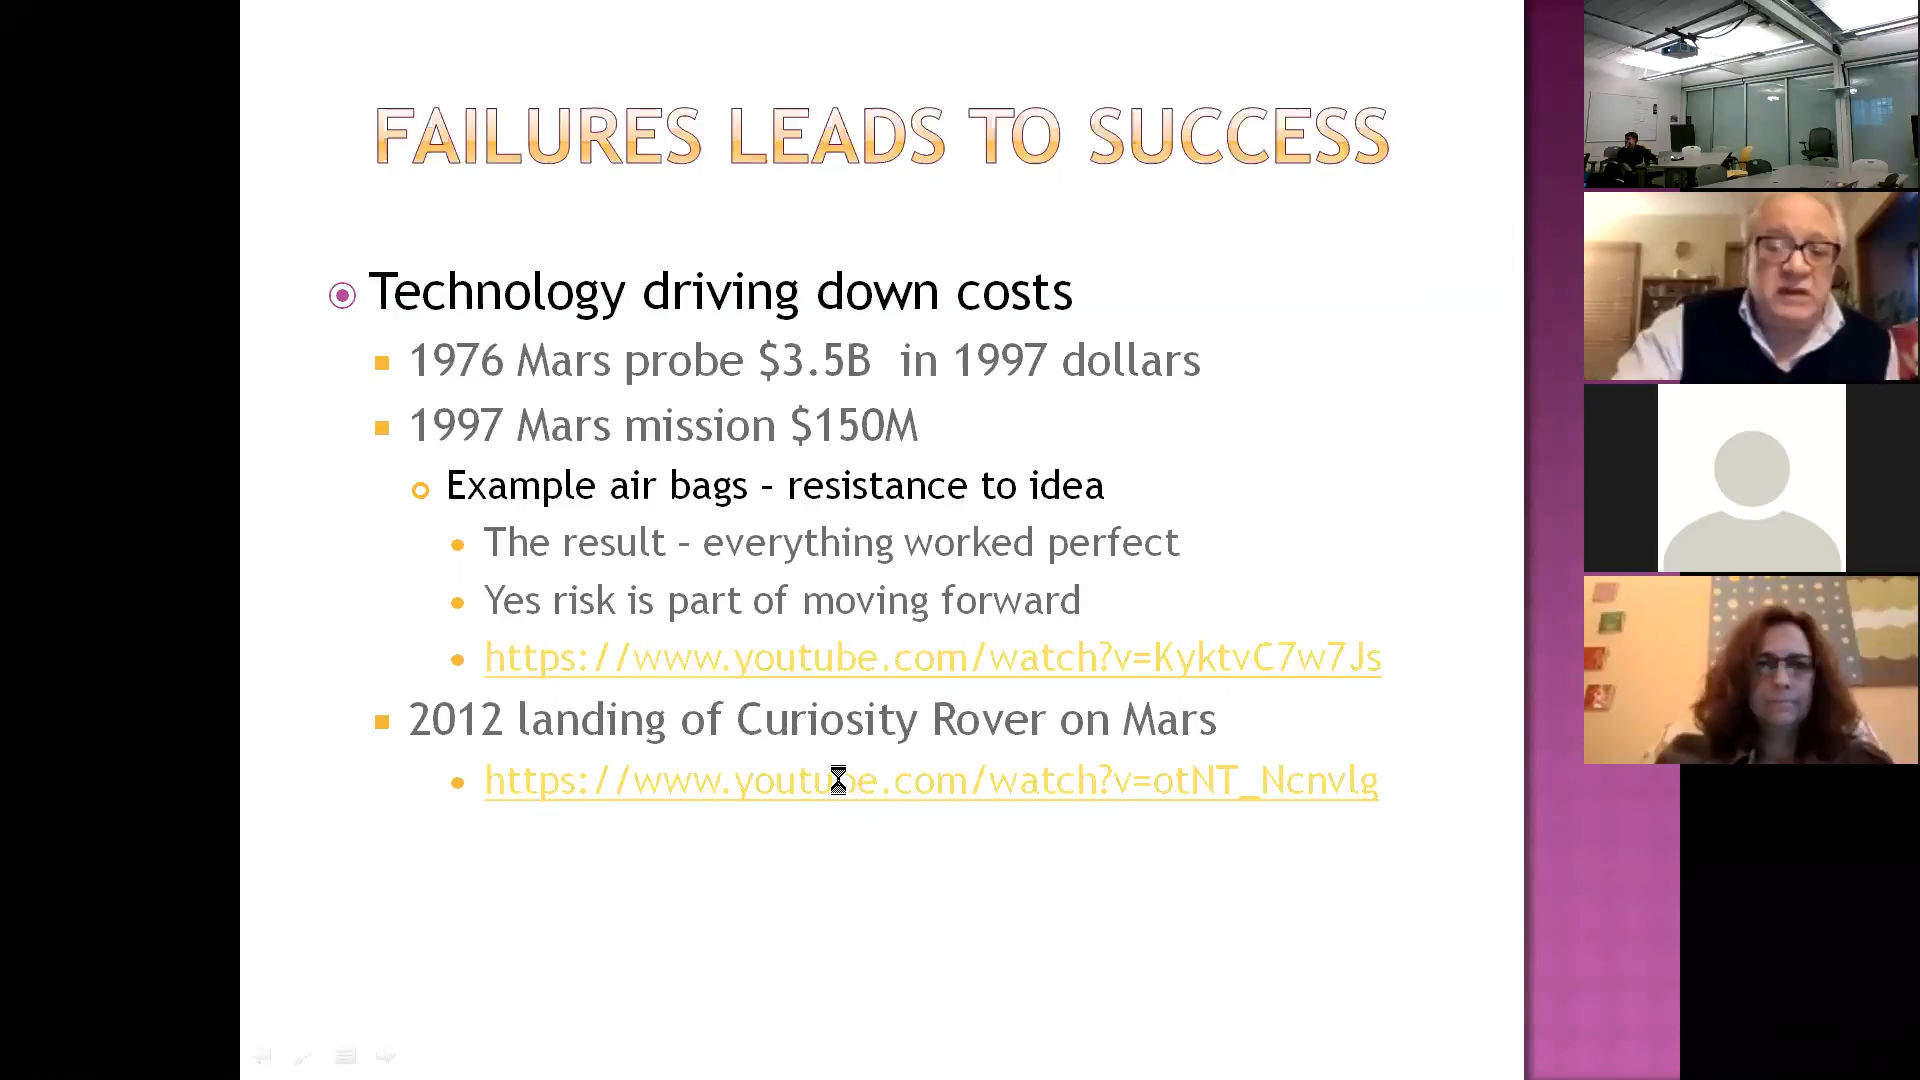 FAILURES LEADS TO SUCCESS
Technology driving down costs
1976 Mars probe $3.5B in 1997 dollars
1997 Mars mission $150M
Example air bags – resistance to idea
The result – everything worked perfect
Yes risk is part of moving forward
https://www.youtube.com/watch?v=KyktvC7w7Js
2012 landing of Curiosity Rover on Mars
https://www.youtube.com/watch?v=otNT_Ncnvlg